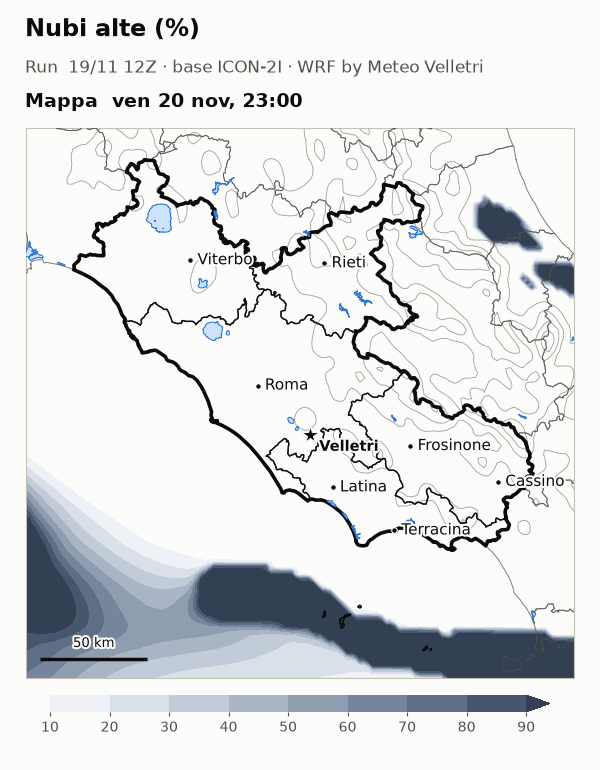 Nubi alte (%)
Run  19/11 12Z · base ICON-2I · WRF by Meteo Velletri
Mappa  ven 20 nov, 23:00
Viterbo
Rieti
Roma
Velletri
Frosinone
Cassino
Latina
Terracina
50 km
10 20 30 40 50 60 70 80 90